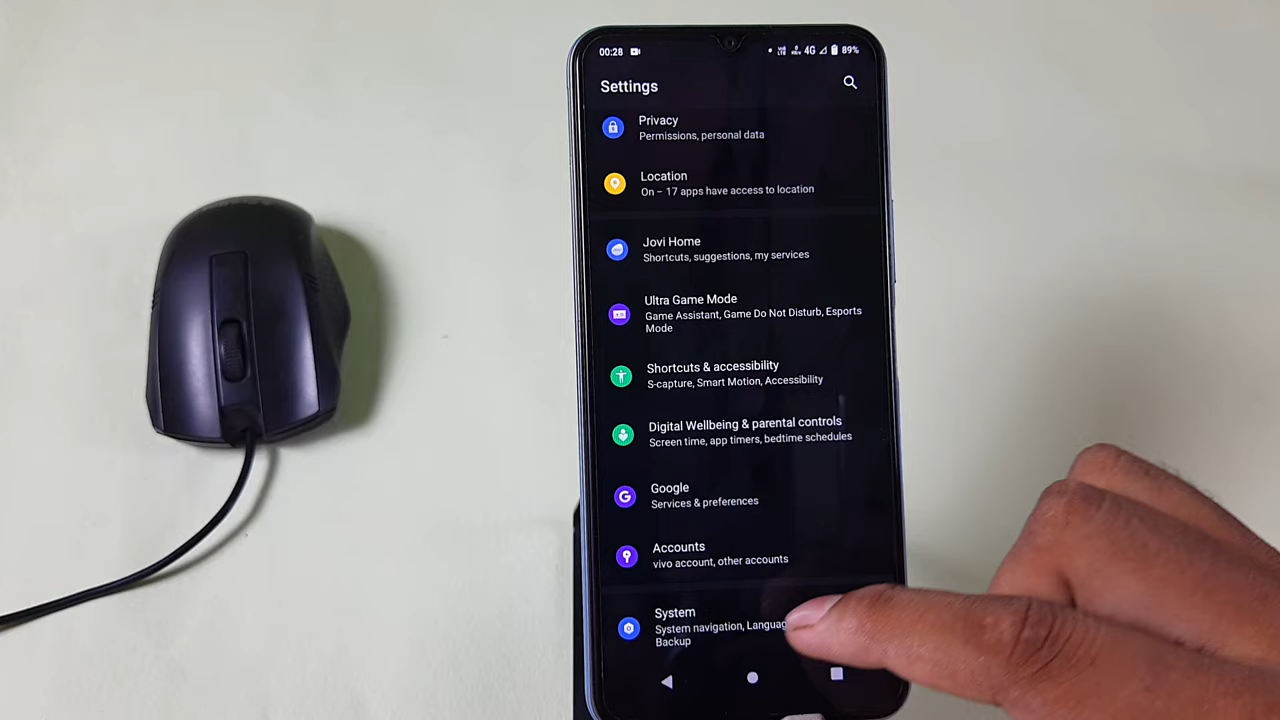 00:28 4G 89%
Settings
Privacy
Permissions, personal data
Location
On – 17 apps have access to location
Jovi Home
Shortcuts, suggestions, my services
Ultra Game Mode
Game Assistant, Game Do Not Disturb, Esports
Mode
Shortcuts & accessibility
S-capture, Smart Motion, Accessibility
Digital Wellbeing & parental controls
Screen time, app timers, bedtime schedules
Google
Services & preferences
Accounts
vivo account, other accounts
System
System navigation, Languag
Backup